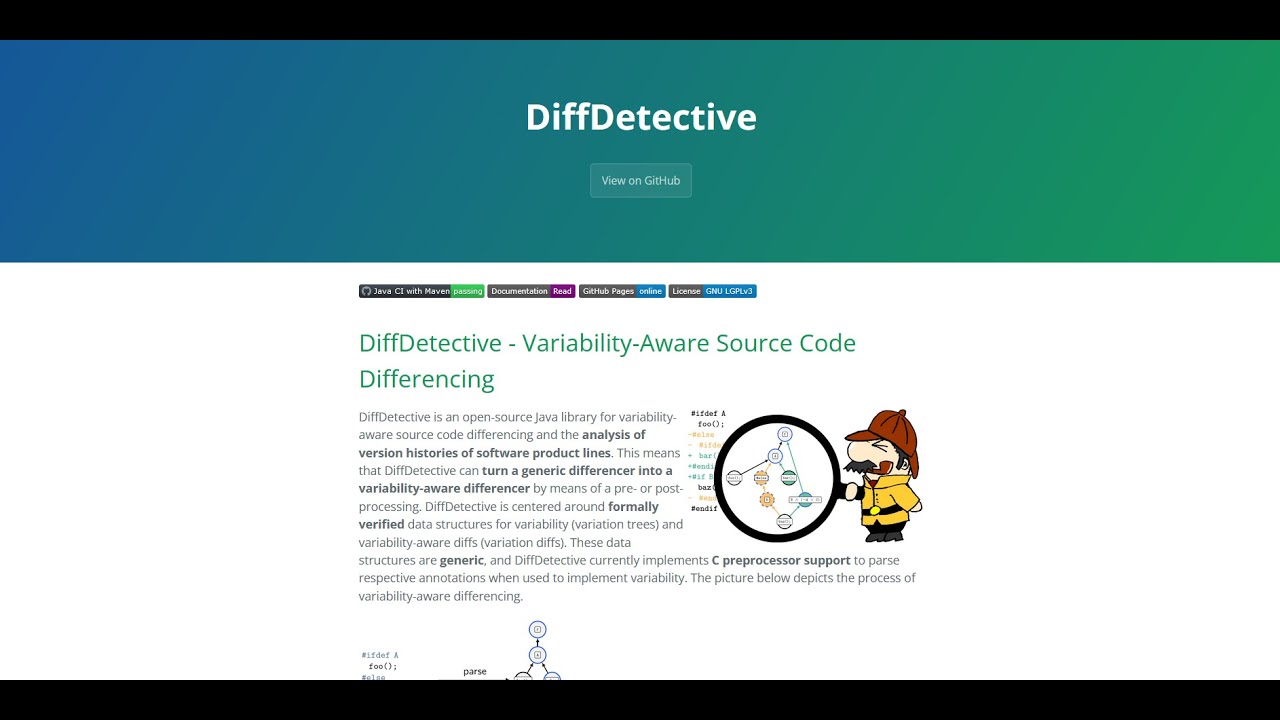 DiffDetective
View on GitHub
Java CI with Maven passing Documentation Read GitHub Pages online License GNU LGPLv3
DiffDetective - Variability-Aware Source Code
Differencing
DiffDetective is an open-source Java library for variability-
aware source code differencing and the analysis of
version histories of software product lines. This means
that DiffDetective can turn a generic differencer into a
variability-aware differencer by means of a pre- or post-
processing. DiffDetective is centered around formally
verified data structures for variability (variation trees) and
variability-aware diffs (variation diffs). These data
structures are generic, and DiffDetective currently implements C preprocessor support to parse
respective annotations when used to implement variability. The picture below depicts the process of
variability-aware differencing.
#ifdef A
foo();
-#else
- #ifde
+ bar(
+#endi
+#if B
baz(
- #end
#endif
#ifdef A
foo();
#else
parse